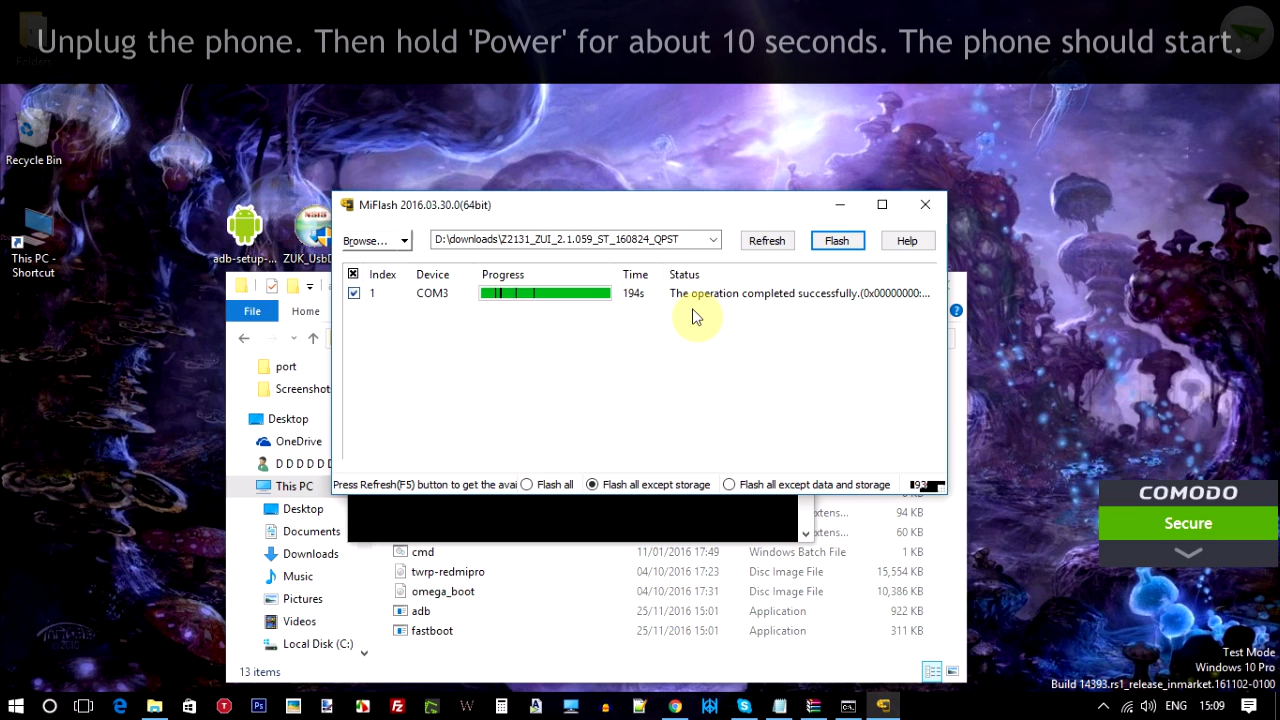 Unplug the phone. Then hold 'Power' for about 10 seconds. The phone should start.
Recycle Bin
This PC -
Shortcut
adb-setup-...
MiFlash 2016.03.30.0(64bit)
Browse...
D:\downloads\Z2131_ZUI_2.1.059_ST_160824_QPST
Refresh
Flash
Help
Index Device Progress Time Status
1 COM3 194s The operation completed successfully.(0x00000000:...
Press Refresh(F5) button to get the avai
Flash all
Flash all except storage
Flash all except data and storage
File
Home
port
Screenshot
Desktop
OneDrive
D D D D D
This PC
Desktop
Documents
Downloads
Music
Pictures
Videos
Local Disk (C:)
xtens... 94 KB
xtens... 60 KB
cmd 11/01/2016 17:49 Windows Batch File 1 KB
twrp-redmipro 04/10/2016 17:23 Disc Image File 15,554 KB
omega_boot 04/10/2016 17:31 Disc Image File 10,386 KB
adb 25/11/2016 15:01 Application 922 KB
fastboot 25/11/2016 15:01 Application 311 KB
13 items
COMODO
Secure
Test Mode
Windows 10 Pro
Build 14393.rs1_release_inmarket.161102-0100
ENG 15:09